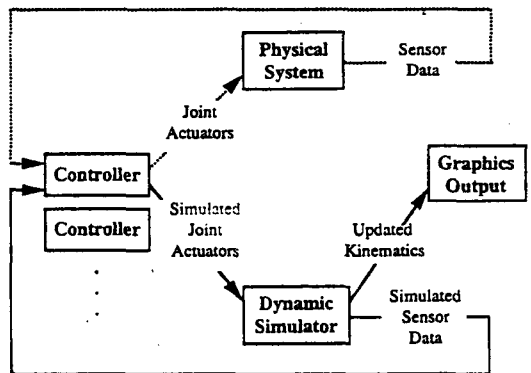 Physical
System
Sensor
Data
Joint
Actuators
Controller
Graphics
Output
Controller
Simulated
Joint
Actuators
Updated
Kinematics
Dynamic
Simulator
Simulated
Sensor
Data